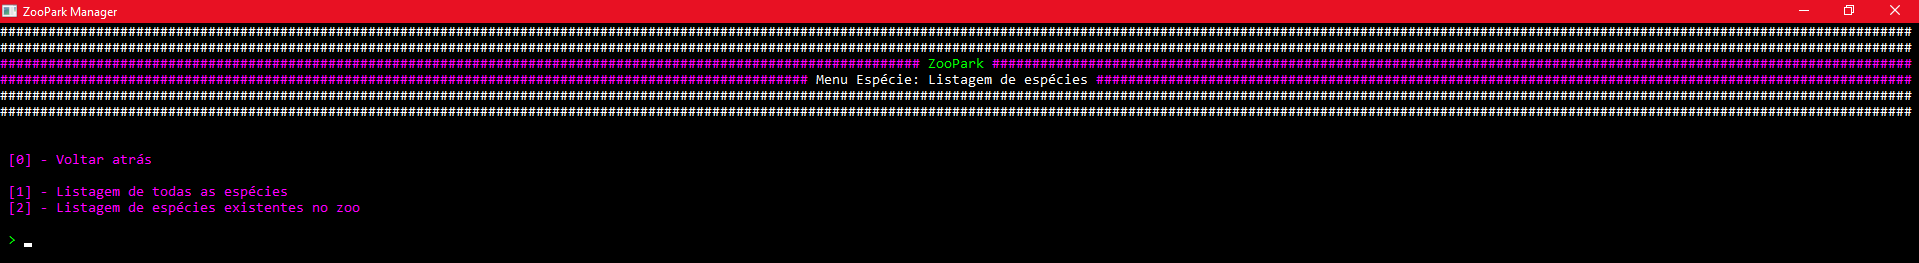 ZooPark Manager
###############################################################################################################################################################################################################################################
###############################################################################################################################################################################################################################################
################################################################################################################### ZooPark ###################################################################################################################
##################################################################################################### Menu Espécie: Listagem de espécies ######################################################################################################
###############################################################################################################################################################################################################################################
###############################################################################################################################################################################################################################################
[0] - Voltar atrás
[1] - Listagem de todas as espécies
[2] - Listagem de espécies existentes no zoo
>